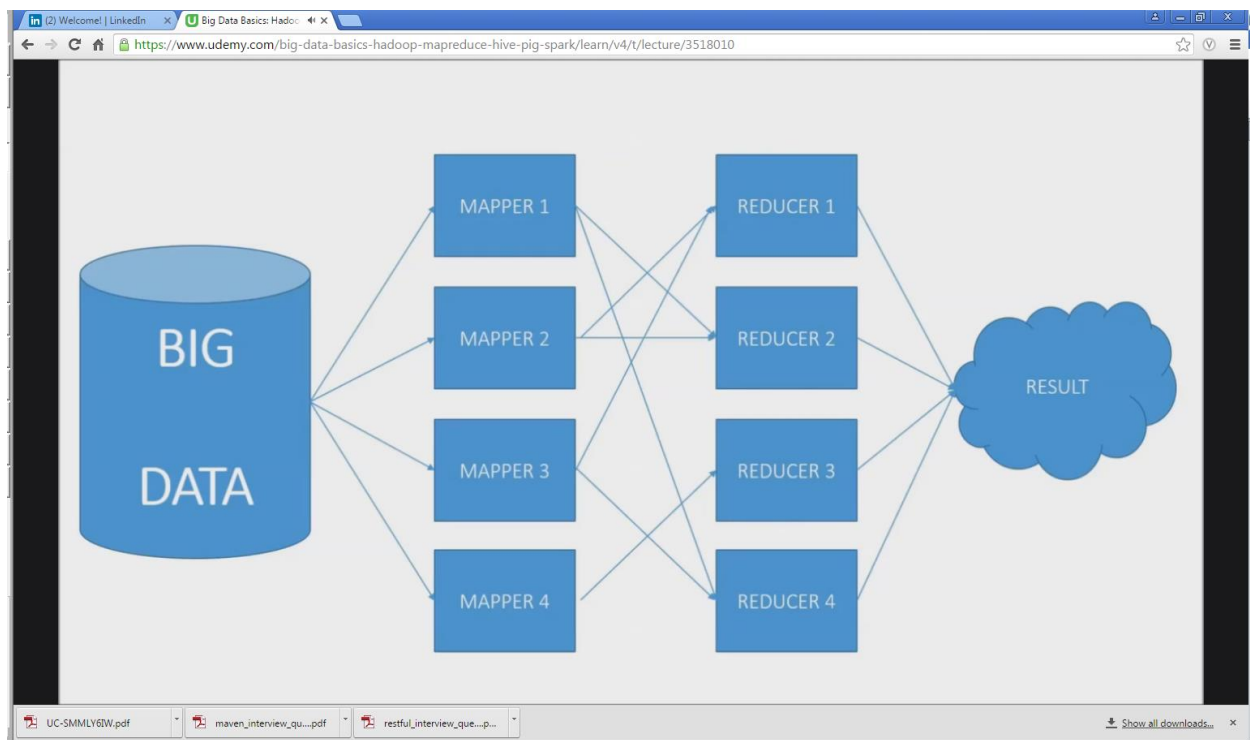 (2) Welcome! | LinkedIn
Big Data Basics: Hadoo
https://www.udemy.com/big-data-basics-hadoop-mapreduce-hive-pig-spark/learn/v4/t/lecture/3518010
BIG
DATA
MAPPER 1
MAPPER 2
MAPPER 3
MAPPER 4
REDUCER 1
REDUCER 2
REDUCER 3
REDUCER 4
RESULT
UC-SMMLY6IW.pdf
maven_interview_qu....pdf
restful_interview_que....p...
Show all downloads...